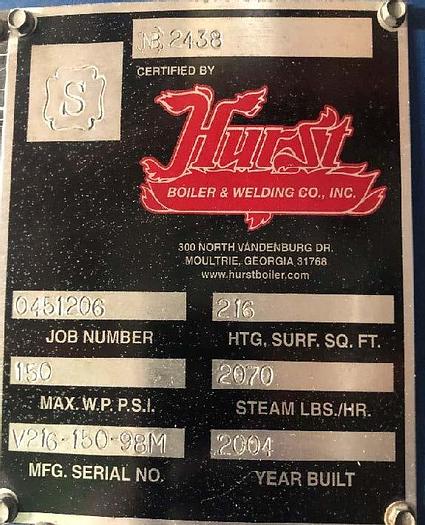 NB 2438
CERTIFIED BY
S
Hurst
BOILER & WELDING CO., INC.
300 NORTH VANDENBURG DR.
MOULTRIE, GEORGIA 31768
www.hurstboiler.com
0451206 216
JOB NUMBER HTG. SURF. SQ. FT.
150 2070
MAX. W.P. P.S.I. STEAM LBS./HR.
V216-150-98M 2004
MFG. SERIAL NO. YEAR BUILT